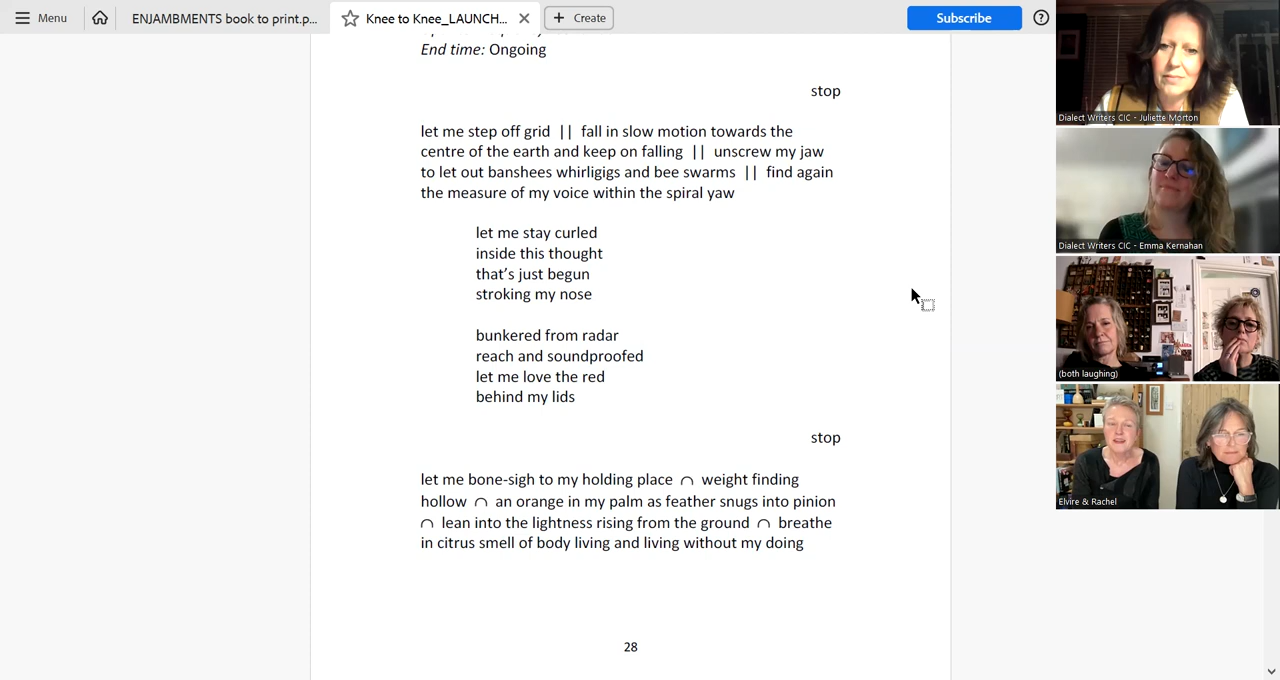 Menu
ENJAMBMENTS book to print.p...
Knee to Knee_LAUNCH...
Create
Subscribe
End time: Ongoing
stop
let me step off grid || fall in slow motion towards the
centre of the earth and keep on falling || unscrew my jaw
to let out banshees whirligigs and bee swarms || find again
the measure of my voice within the spiral yaw
let me stay curled
inside this thought
that’s just begun
stroking my nose
bunkered from radar
reach and soundproofed
let me love the red
behind my lids
stop
let me bone-sigh to my holding place ∩ weight finding
hollow ∩ an orange in my palm as feather snugs into pinion
∩ lean into the lightness rising from the ground ∩ breathe
in citrus smell of body living and living without my doing
28
Dialect Writers CIC - Juliette Morton
Dialect Writers CIC - Emma Kernahan
(both laughing)
Elvire & Rachel